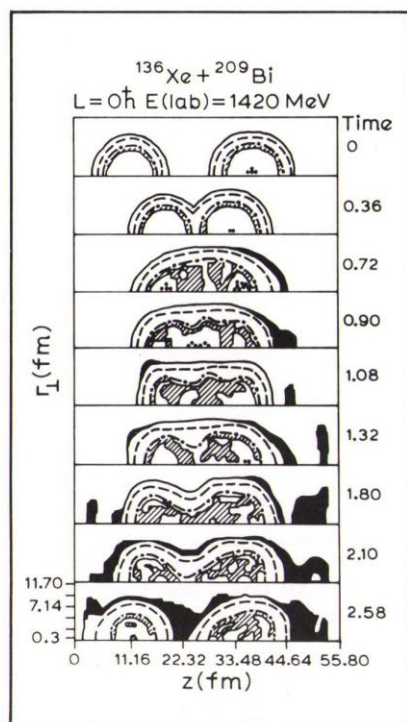 ¹³⁶Xe + ²⁰⁹Bi
L = 0ħ E(lab) = 1420 MeV
Time
0
0.36
0.72
0.90
1.08
1.32
1.80
2.10
2.58
r⊥(fm)
11.70
7.14
0.3
0 11.16 22.32 33.48 44.64 55.80
z(fm)